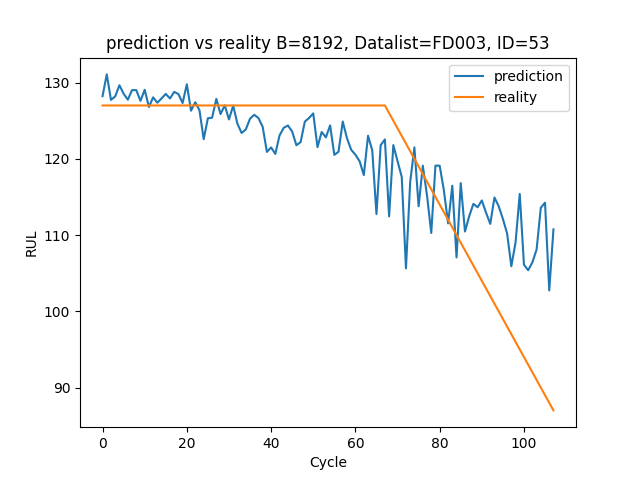 prediction vs reality B=8192, Datalist=FD003, ID=53
prediction
reality
130
120
110
100
90
RUL
0 20 40 60 80 100
Cycle